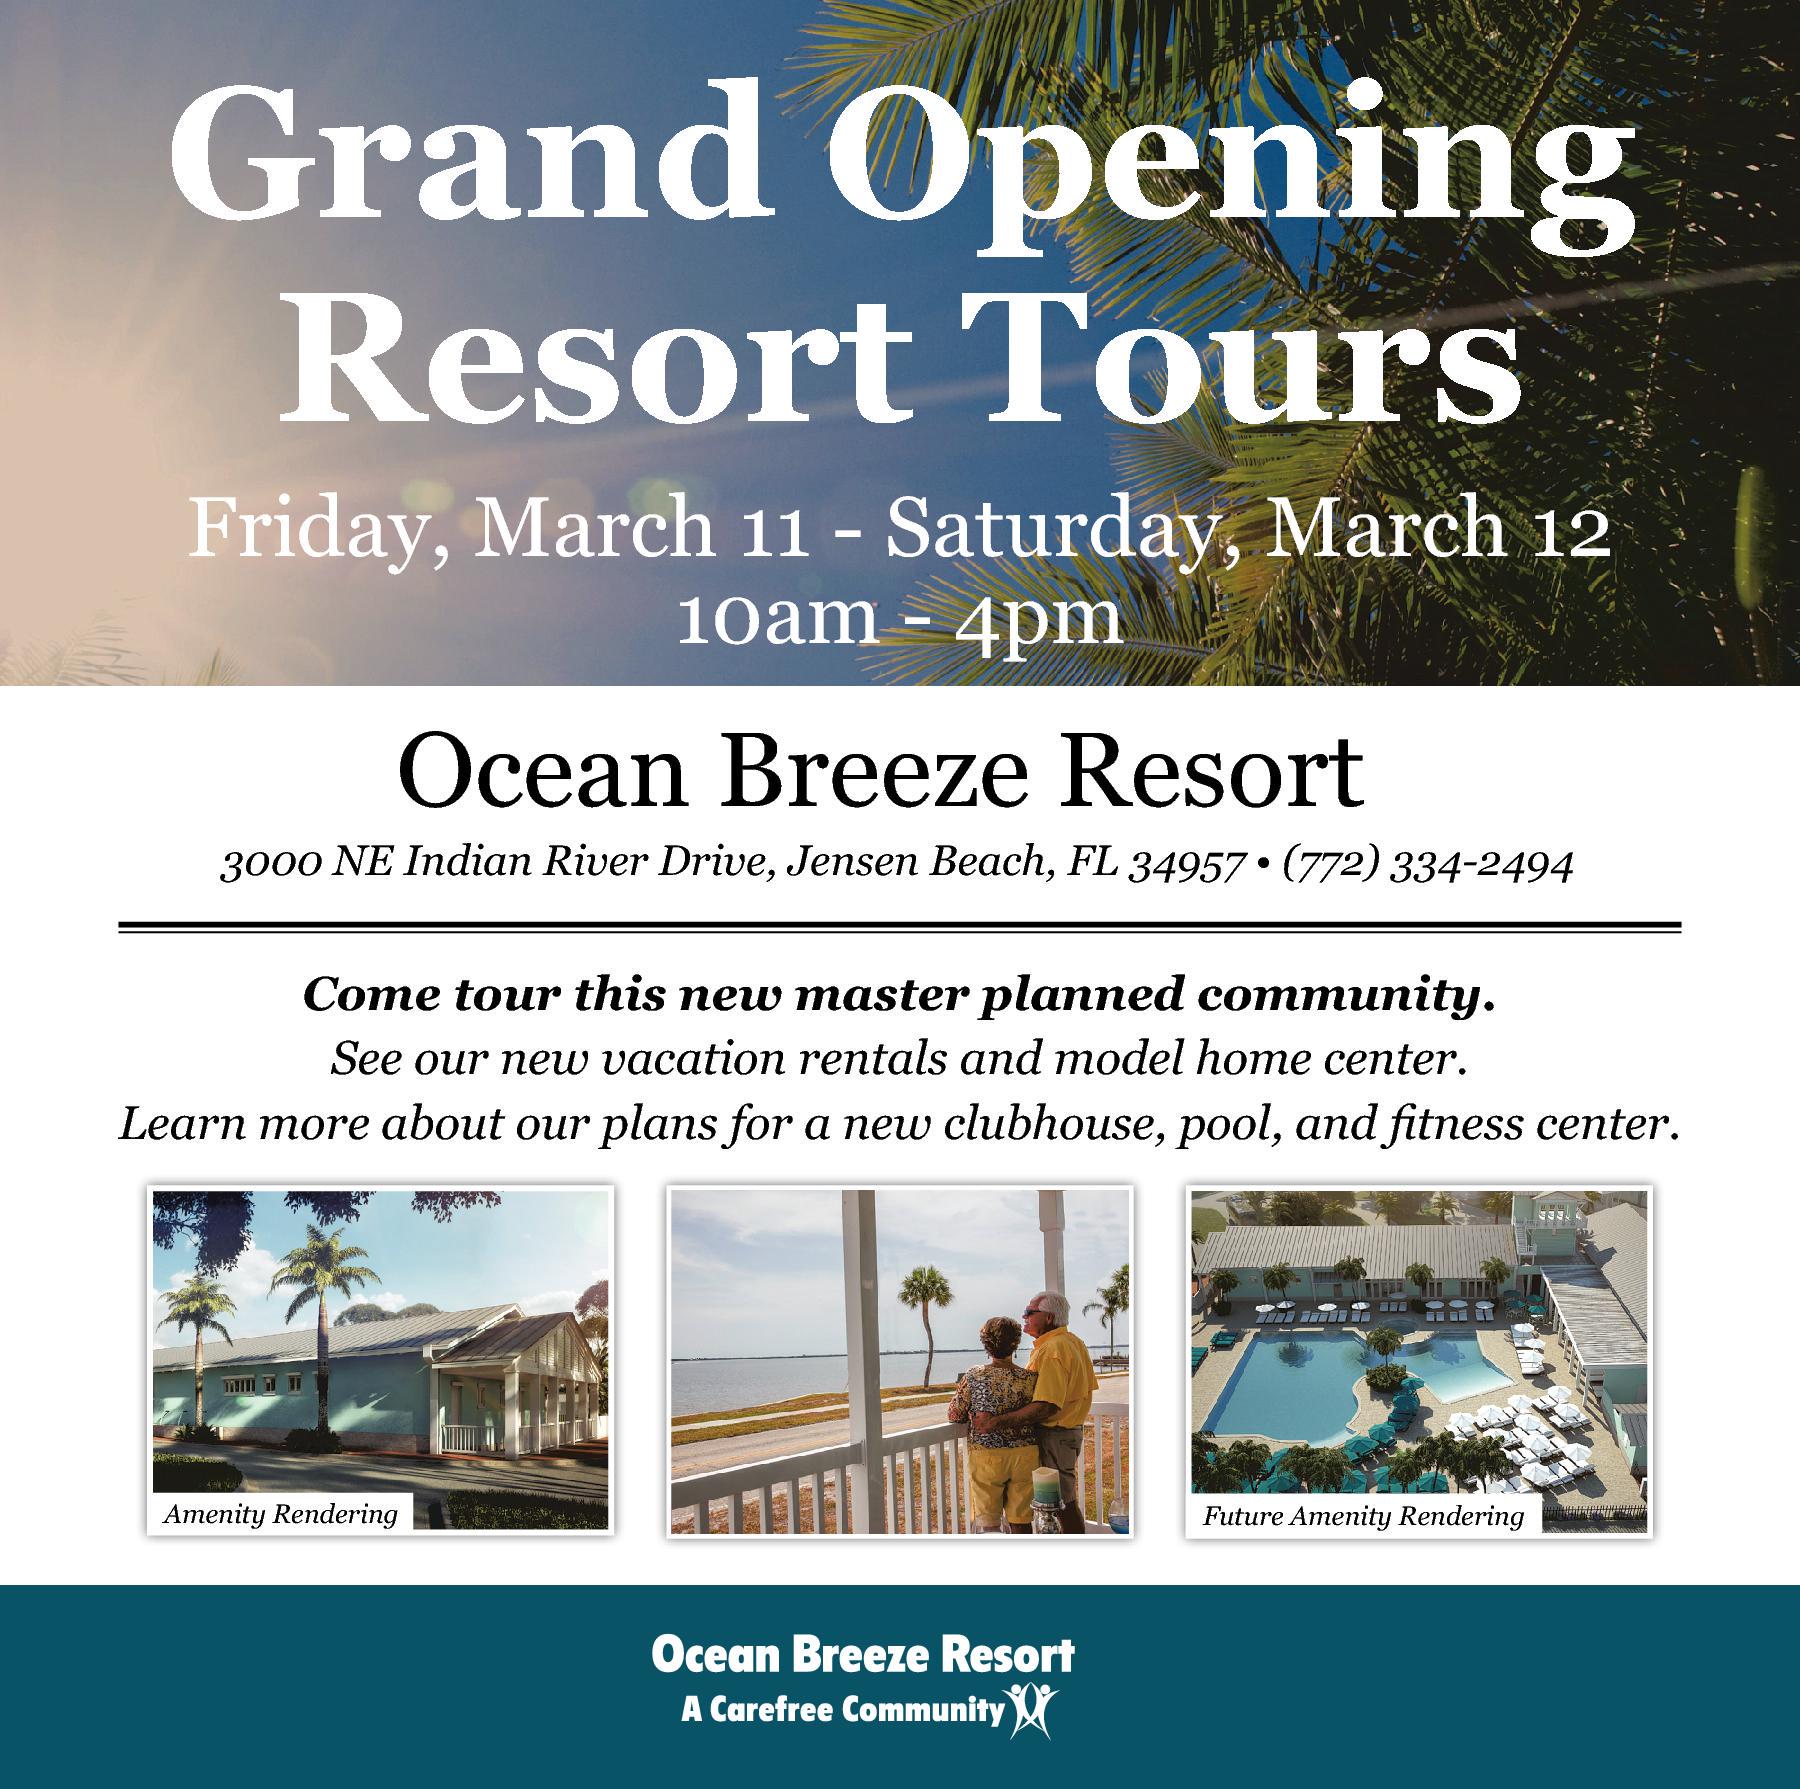 Grand Opening
Resort Tours
Friday, March 11 - Saturday, March 12
10am - 4pm
Ocean Breeze Resort
3000 NE Indian River Drive, Jensen Beach, FL 34957 • (772) 334-2494
Come tour this new master planned community.
See our new vacation rentals and model home center.
Learn more about our plans for a new clubhouse, pool, and fitness center.
Amenity Rendering
Future Amenity Rendering
Ocean Breeze Resort
A Carefree Community